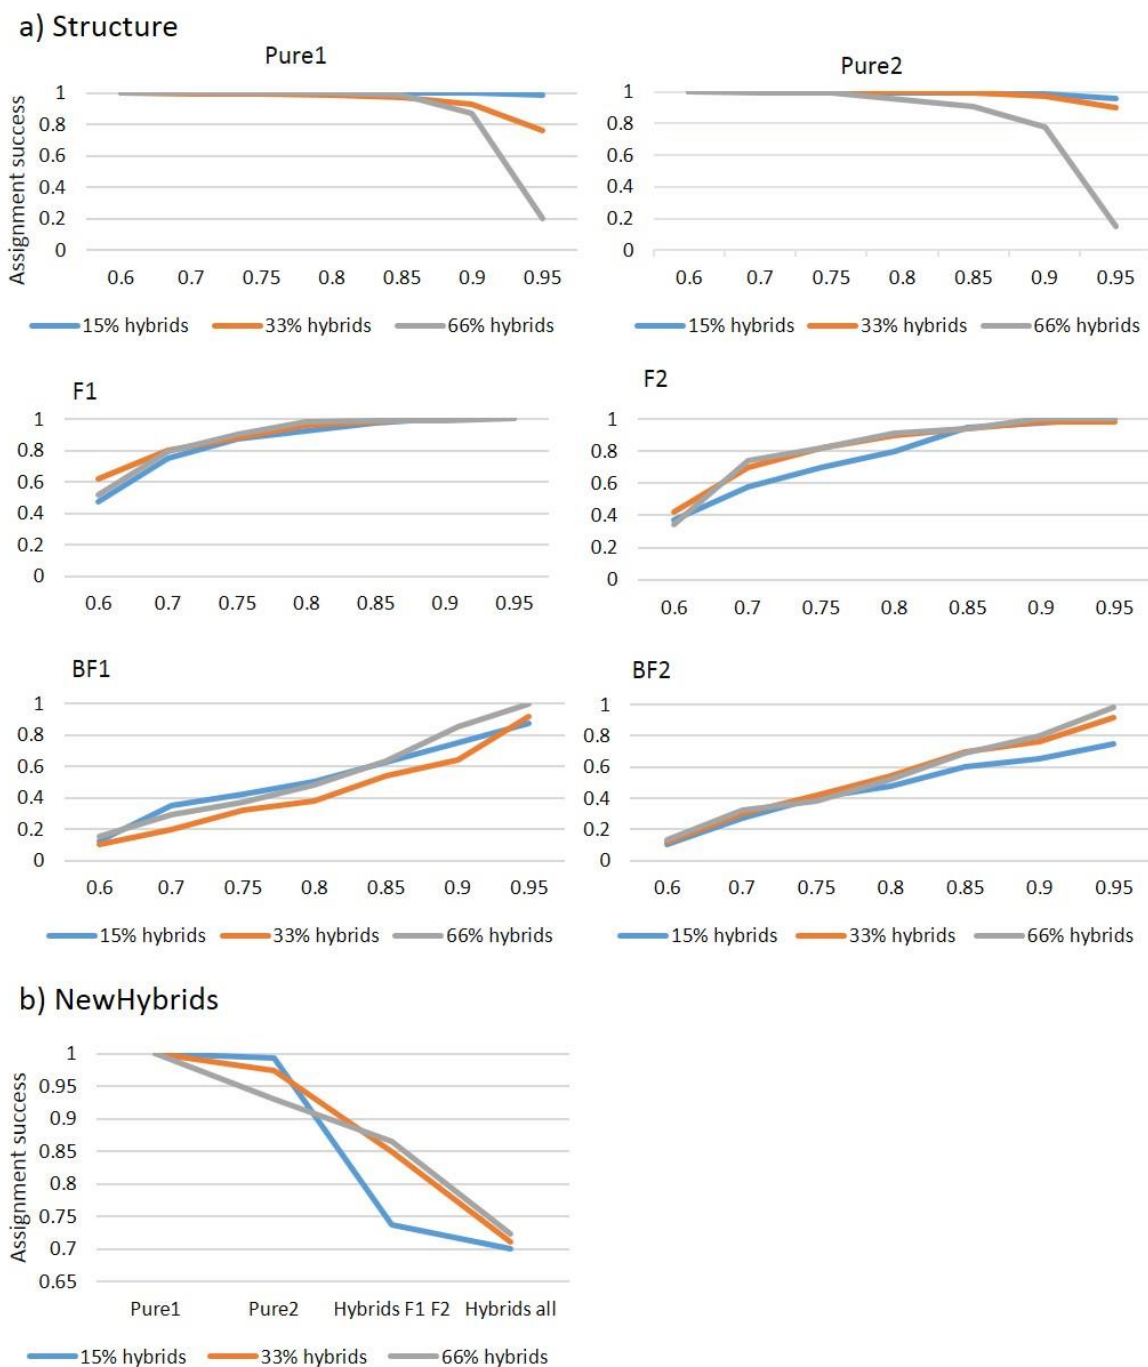 a) Structure
Pure1
Pure2
Assignment success
1
0.8
0.6
0.4
0.2
0
0.6 0.7 0.75 0.8 0.85 0.9 0.95
15% hybrids 33% hybrids 66% hybrids
1
0.8
0.6
0.4
0.2
0
0.6 0.7 0.75 0.8 0.85 0.9 0.95
15% hybrids 33% hybrids 66% hybrids
F1
1
0.8
0.6
0.4
0.2
0
0.6 0.7 0.75 0.8 0.85 0.9 0.95
F2
1
0.8
0.6
0.4
0.2
0
0.6 0.7 0.75 0.8 0.85 0.9 0.95
BF1
1
0.8
0.6
0.4
0.2
0
0.6 0.7 0.75 0.8 0.85 0.9 0.95
15% hybrids 33% hybrids 66% hybrids
BF2
1
0.8
0.6
0.4
0.2
0
0.6 0.7 0.75 0.8 0.85 0.9 0.95
15% hybrids 33% hybrids 66% hybrids
b) NewHybrids
Assignment success
1
0.95
0.9
0.85
0.8
0.75
0.7
0.65
Pure1 Pure2 Hybrids F1 F2 Hybrids all
15% hybrids 33% hybrids 66% hybrids